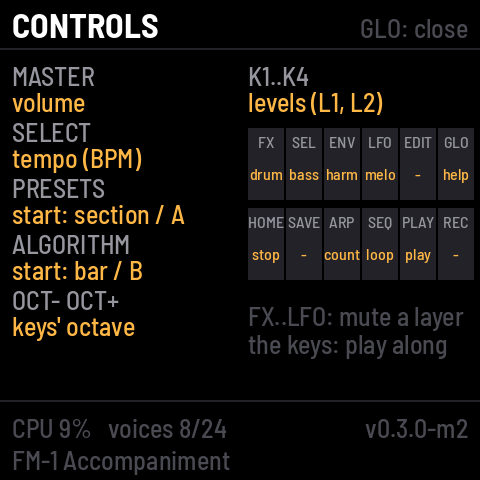 CONTROLS
GLO: close
MASTER
volume
SELECT
tempo (BPM)
PRESETS
start: section / A
ALGORITHM
start: bar / B
OCT- OCT+
keys' octave
K1..K4
levels (L1, L2)
FX SEL ENV LFO EDIT GLO
drum bass harm melo - help
HOME SAVE ARP SEQ PLAY REC
stop - count loop play -
FX..LFO: mute a layer
the keys: play along
CPU 9% voices 8/24
v0.3.0-m2
FM-1 Accompaniment